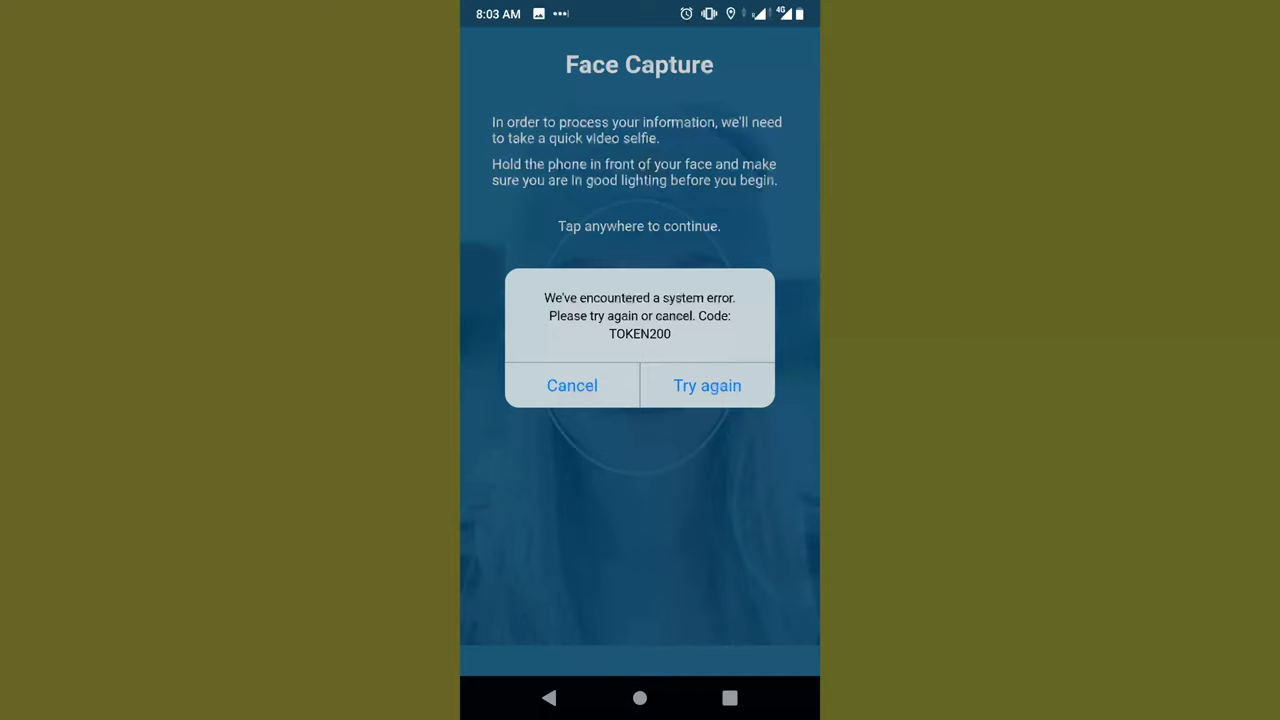 8:03 AM
4G
Face Capture
In order to process your information, we'll need
to take a quick video selfie.
Hold the phone in front of your face and make
sure you are in good lighting before you begin.
Tap anywhere to continue.
We've encountered a system error.
Please try again or cancel. Code:
TOKEN200
Cancel
Try again